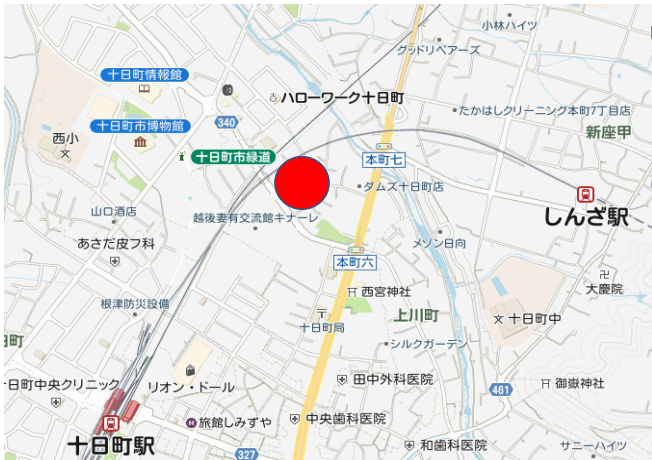 小林ハイツ
グッドリペアーズ
十日町情報館
ハローワーク十日町
たかはしクリーニング本町7丁目店
340
十日町市博物館
新座甲
西小
十日町市緑道
本町七
ダムズ十日町店
しんざ駅
山口酒店
越後妻有交流館キナーレ
あさだ皮フ科
メゾン日向
本町六
大慶院
西宮神社
根津防災設備
上川町
十日町中
十日町局
町
シルクガーデン
日町中央クリニック
リオン・ドール
田中外科医院
461
御嶽神社
旅館しみずや
中央歯科医院
十日町駅
327
和歯科医院
サニーハイツ